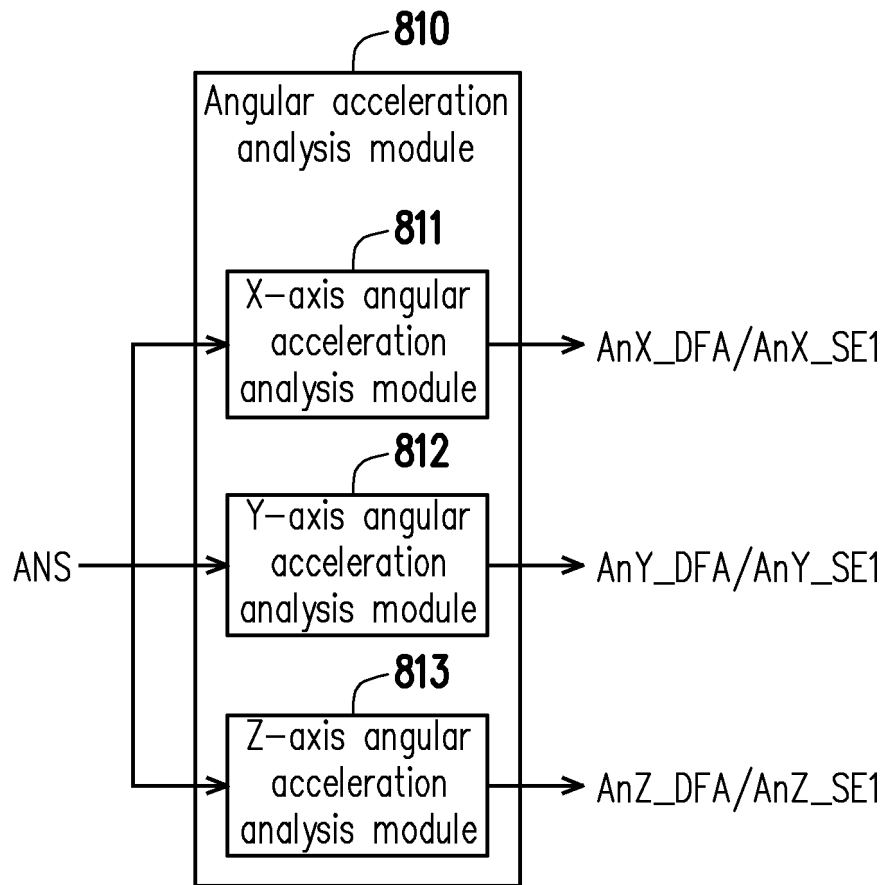 810
Angular acceleration
analysis module
811
X-axis angular
acceleration
analysis module
AnX_DFA/AnX_SE1
812
Y-axis angular
acceleration
analysis module
ANS
AnY_DFA/AnY_SE1
813
Z-axis angular
acceleration
analysis module
AnZ_DFA/AnZ_SE1